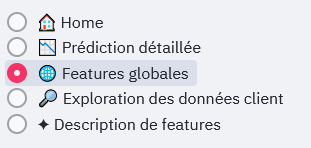 Home
Prédiction détaillée
Features globales
Exploration des données client
Description de features